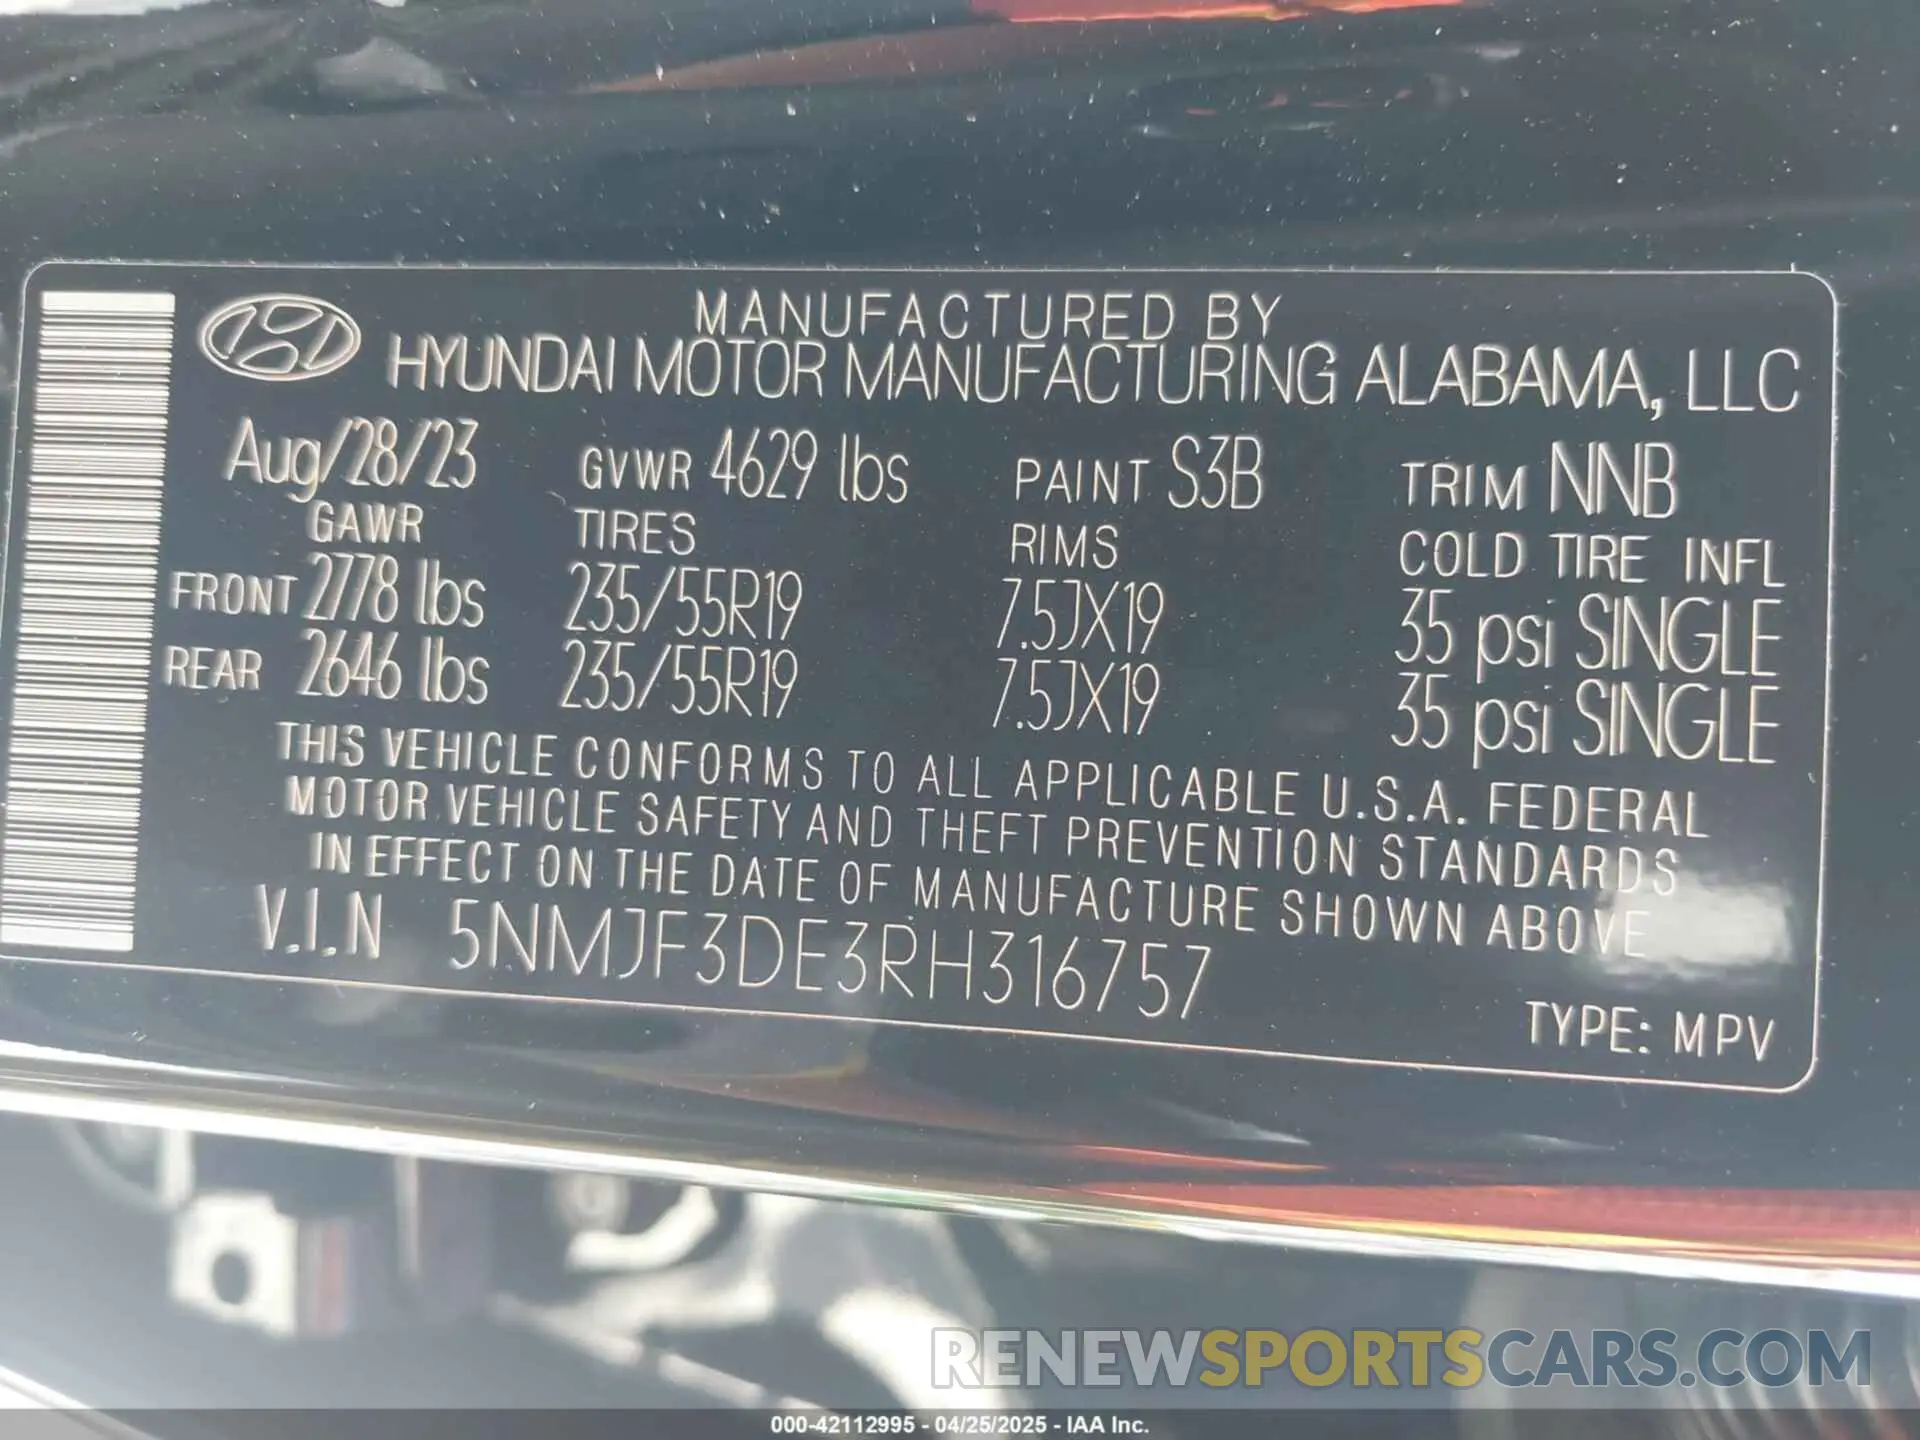 MANUFACTURED BY
HYUNDAI MOTOR MANUFACTURING ALABAMA, LLC
Aug/28/23 GVWR 4629 lbs PAINT S3B TRIM NNB
GAWR TIRES RIMS COLD TIRE INFL
FRONT 2778 lbs 235/55R19 7.5JX19 35 psi SINGLE
REAR 2646 lbs 235/55R19 7.5JX19 35 psi SINGLE
THIS VEHICLE CONFORMS TO ALL APPLICABLE U.S.A. FEDERAL
MOTOR VEHICLE SAFETY AND THEFT PREVENTION STANDARDS
IN EFFECT ON THE DATE OF MANUFACTURE SHOWN ABOVE
V.I.N 5NMJF3DE3RH316757
TYPE: MPV
RENEWSPORTSCARS.COM
000-42112995 - 04/25/2025 - IAA Inc.